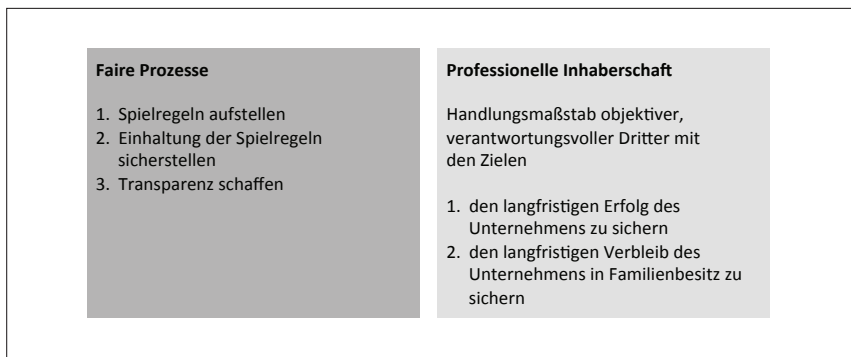 Faire Prozesse
1. Spielregeln aufstellen
2. Einhaltung der Spielregeln
sicherstellen
3. Transparenz schaffen
Professionelle Inhaberschaft
Handlungsmaßstab objektiver,
verantwortungsvoller Dritter mit
den Zielen
1. den langfristigen Erfolg des
Unternehmens zu sichern
2. den langfristigen Verbleib des
Unternehmens in Familienbesitz zu
sichern